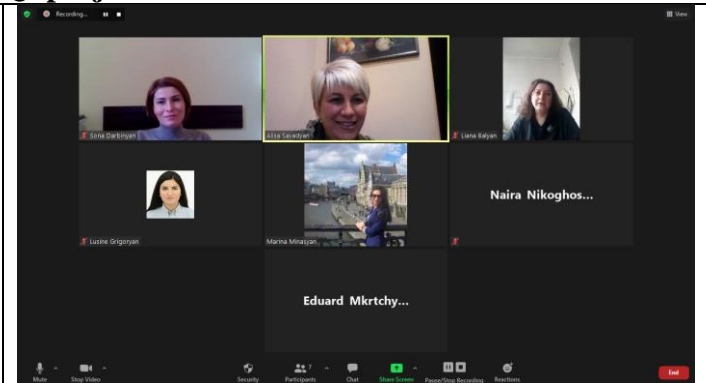 Recording...
View
Sona Darbinyan
Alisa Savadyan
Liana Balyan
Lusine Grigoryan
Marina Minasyan
Naira Nikoghos...
Eduard Mkrtchy...
Mute
Stop Video
Security
Participants
7
Chat
Share Screen
Pause/Stop Recording
Reactions
End